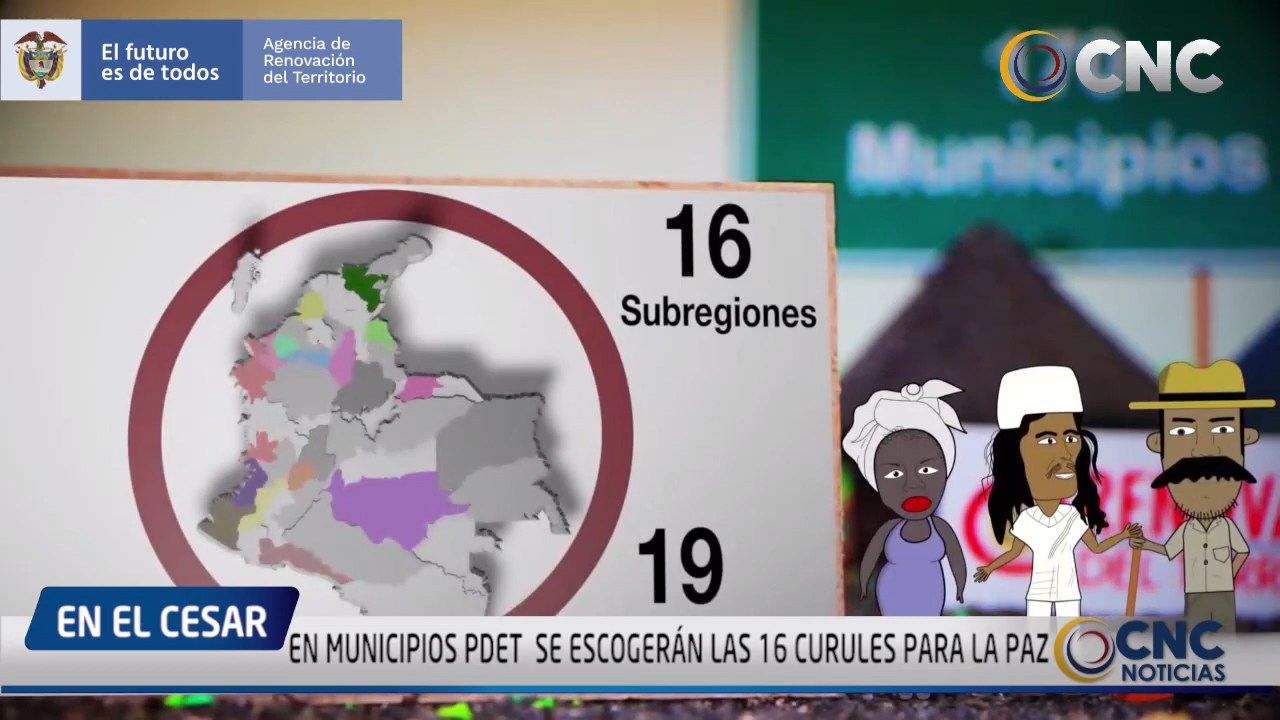 El futuro
es de todos
Agencia de
Renovación
del Territorio
CNC
Municipios
16
Subregiones
19
EN EL CESAR
EN MUNICIPIOS PDET SE ESCOGERÁN LAS 16 CURULES PARA LA PAZ
CNC
NOTICIAS